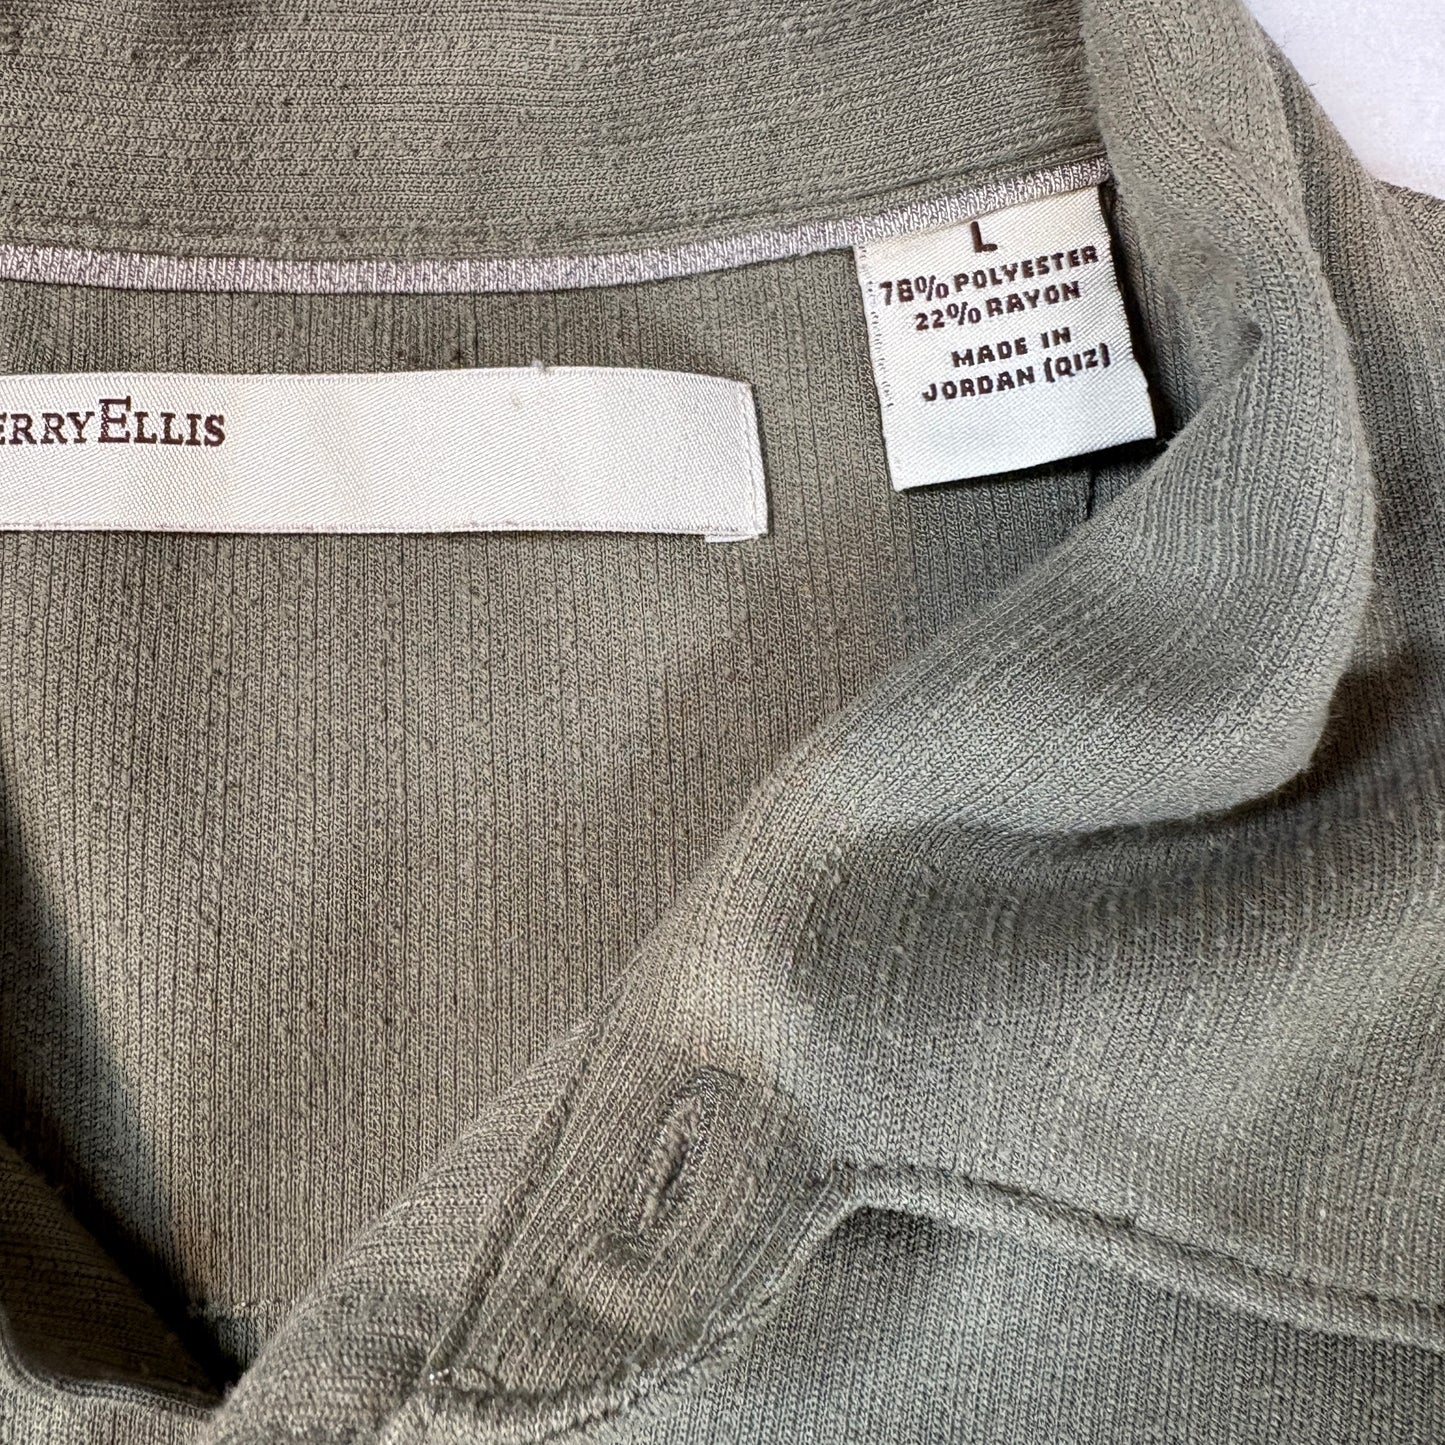 ERRYELLIS
L
78% POLYESTER
22% RAYON
MADE IN
JORDAN (QIZ)